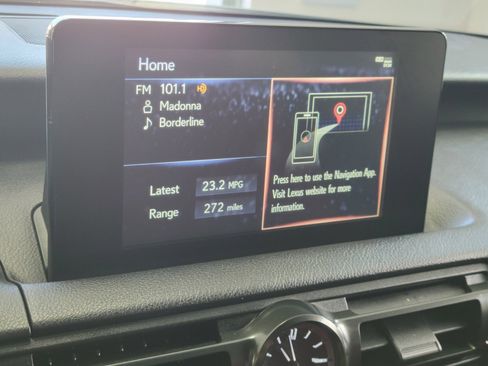 Home
FM 101.1 HD
Madonna
Borderline
Latest 23.2 MPG
Range 272 miles
Press here to use the Navigation App.
Visit Lexus website for more
information.